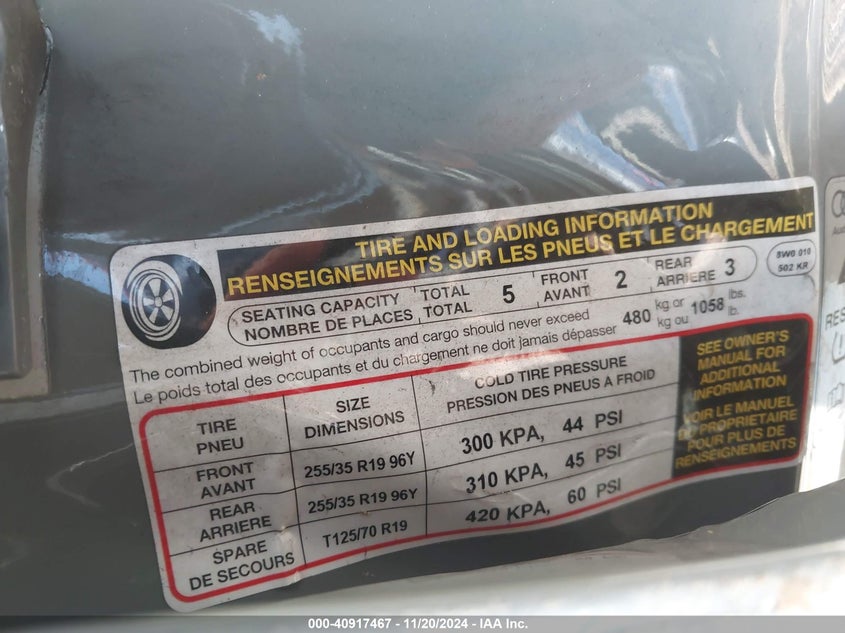 TIRE AND LOADING INFORMATION
RENSEIGNEMENTS SUR LES PNEUS ET LE CHARGEMENT
SEATING CAPACITY
NOMBRE DE PLACES
TOTAL
TOTAL
5
FRONT
AVANT
2
REAR
ARRIÈRE
3
8W0 010
502 KR
The combined weight of occupants and cargo should never exceed
Le poids total des occupants et du chargement ne doit jamais dépasser
480
kg or
kg ou
1058
lbs.
lb.
TIRE
PNEU
SIZE
DIMENSIONS
COLD TIRE PRESSURE
PRESSION DES PNEUS A FROID
FRONT
AVANT
255/35 R19 96Y
300 KPA, 44 PSI
REAR
ARRIERE
255/35 R19 96Y
310 KPA, 45 PSI
SPARE
DE SECOURS
T125/70 R19
420 KPA, 60 PSI
SEE OWNER'S
MANUAL FOR
ADDITIONAL
INFORMATION
VOIR LE MANUEL
DU PROPRIETAIRE
POUR PLUS DE
RENSEIGNEMENTS
RES
000-40917467 - 11/20/2024 - IAA Inc.